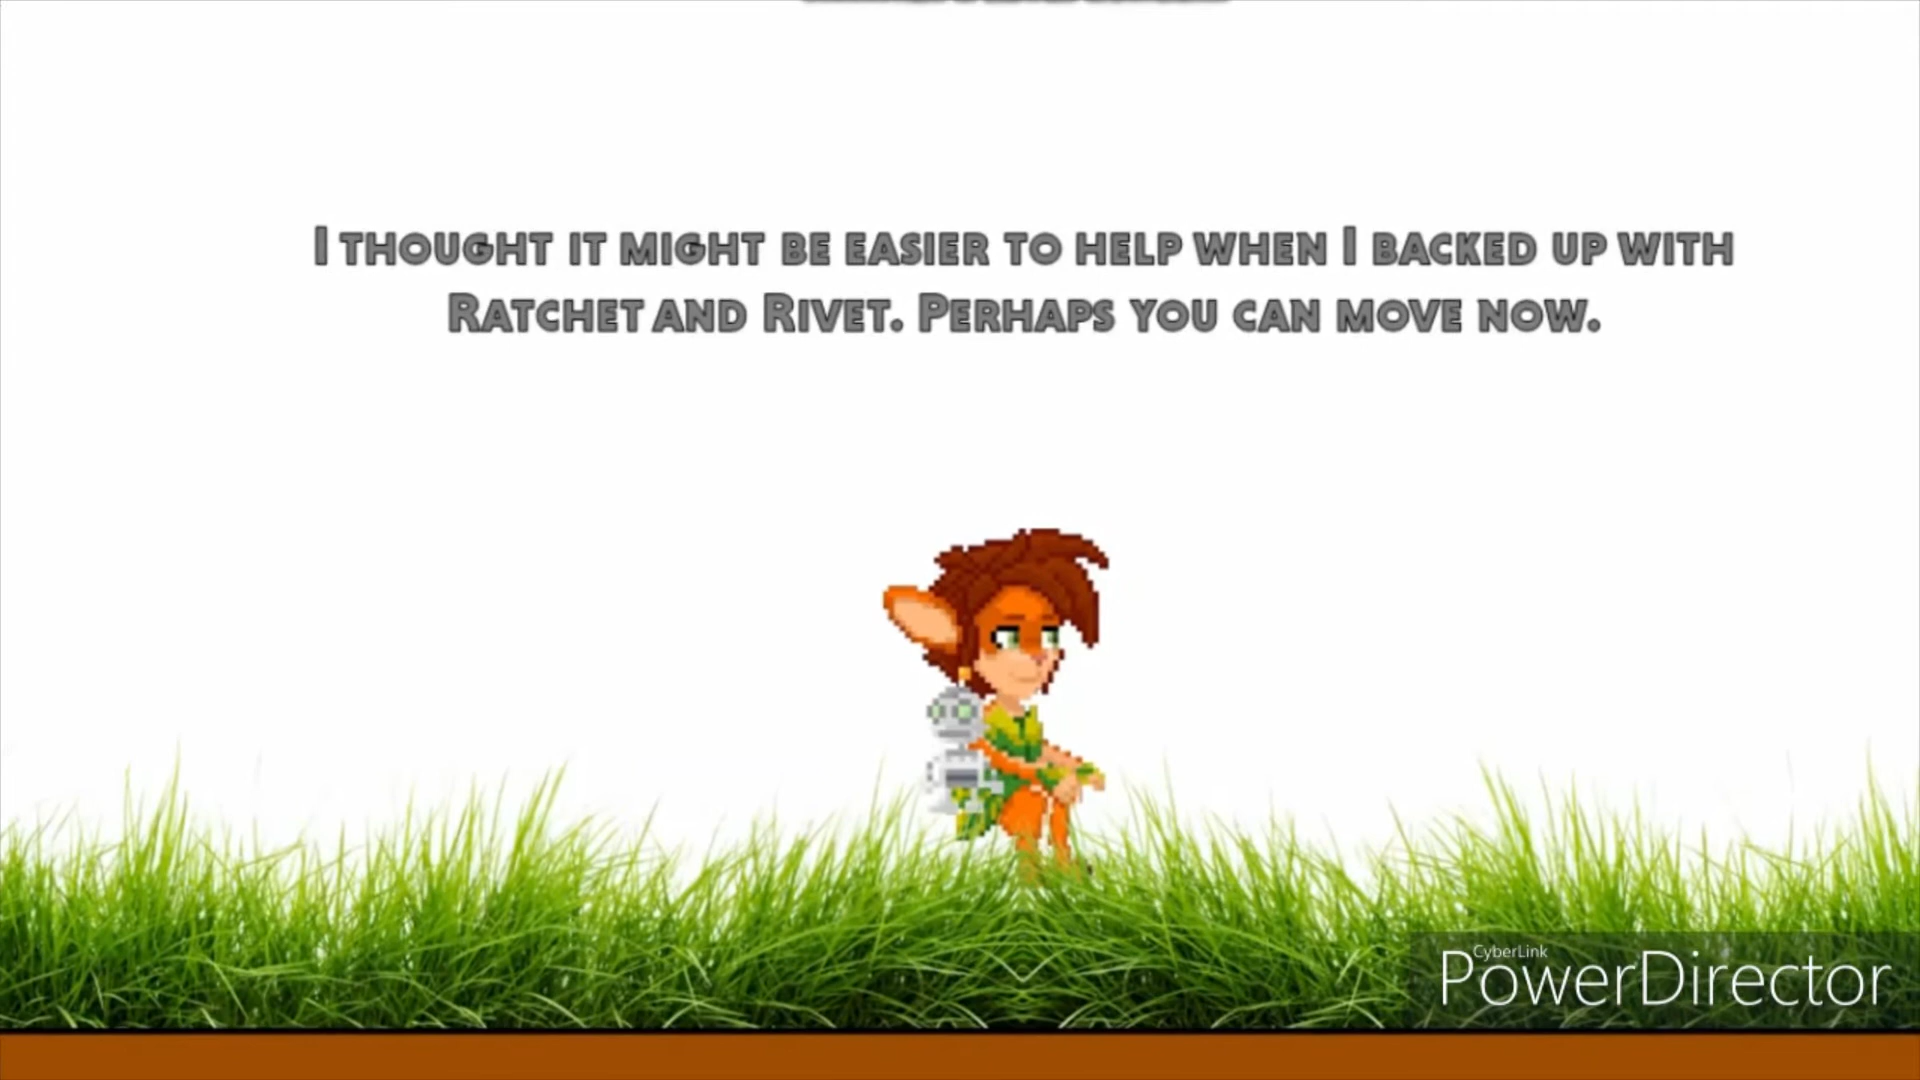 I thought it might be easier to help when I backed up with
Ratchet and Rivet. Perhaps you can move now.
CyberLink
PowerDirector